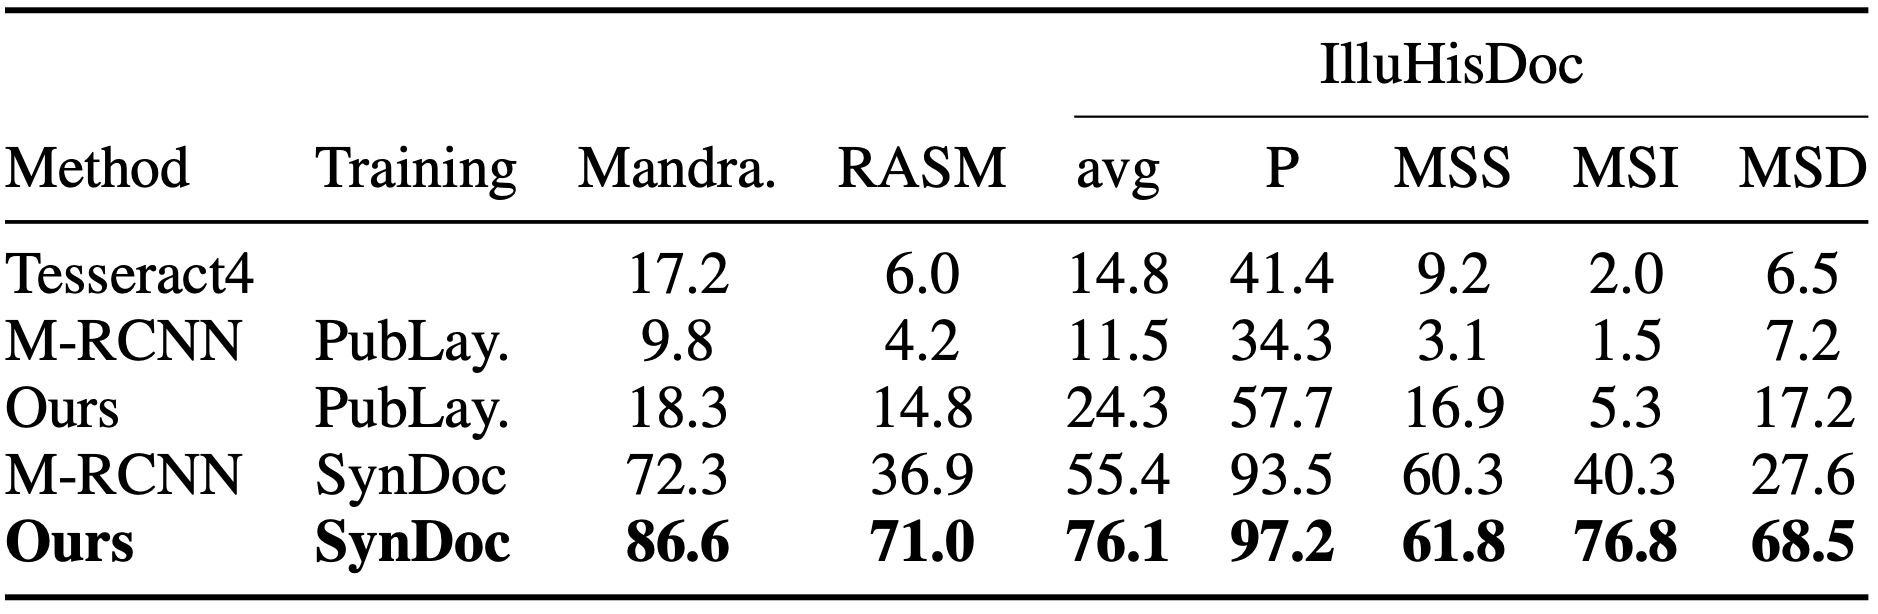 IlluHisDoc
Method Training Mandra. RASM avg P MSS MSI MSD
Tesseract4 17.2 6.0 14.8 41.4 9.2 2.0 6.5
M-RCNN PubLay. 9.8 4.2 11.5 34.3 3.1 1.5 7.2
Ours PubLay. 18.3 14.8 24.3 57.7 16.9 5.3 17.2
M-RCNN SynDoc 72.3 36.9 55.4 93.5 60.3 40.3 27.6
Ours SynDoc 86.6 71.0 76.1 97.2 61.8 76.8 68.5